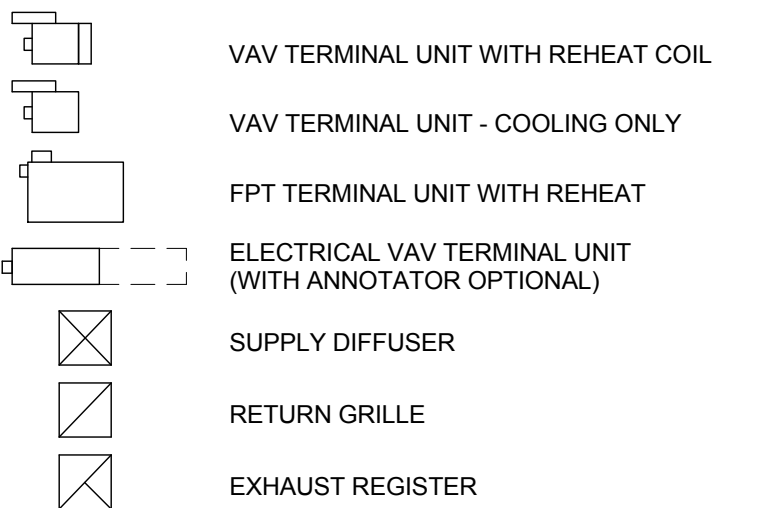 VAV TERMINAL UNIT WITH REHEAT COIL
VAV TERMINAL UNIT - COOLING ONLY
FPT TERMINAL UNIT WITH REHEAT
ELECTRICAL VAV TERMINAL UNIT
(WITH ANNOTATOR OPTIONAL)
SUPPLY DIFFUSER
RETURN GRILLE
EXHAUST REGISTER